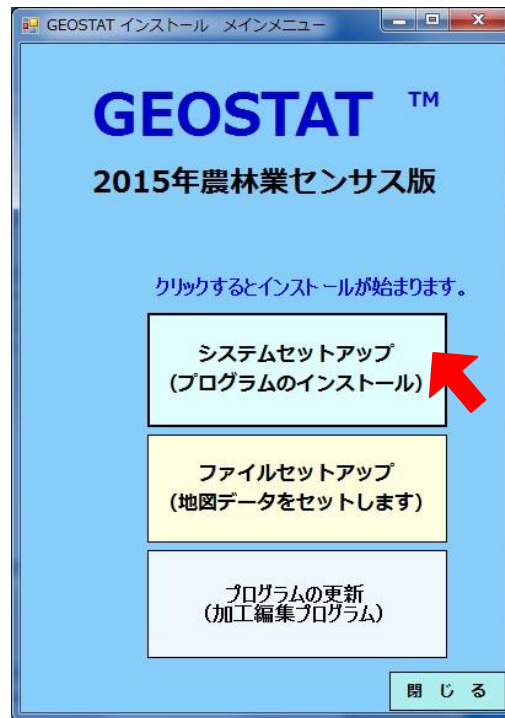 GEOSTAT インストール　メインメニュー
GEOSTAT ™
2015年農林業センサス版
クリックするとインストールが始まります。
システムセットアップ
(プログラムのインストール)
ファイルセットアップ
(地図データをセットします)
プログラムの更新
(加工編集プログラム)
閉 じ る